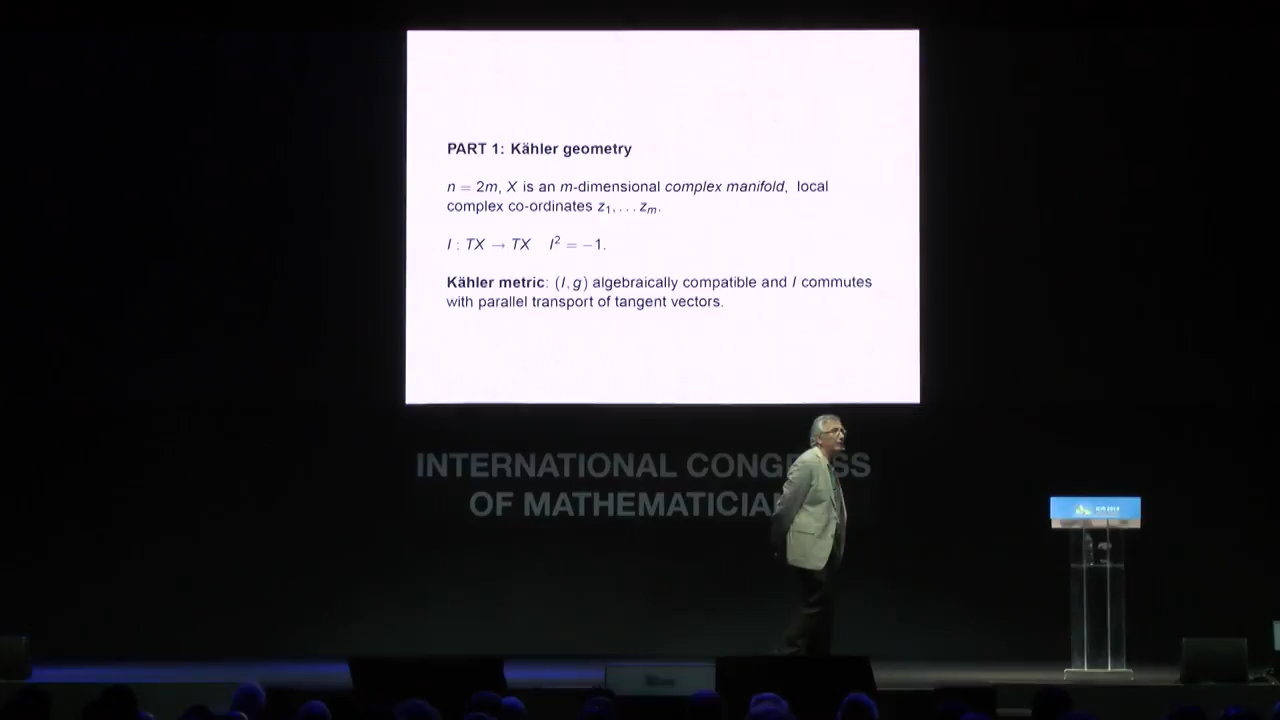 PART 1: Kähler geometry
n = 2m, X is an m-dimensional complex manifold, local
complex co-ordinates z₁, … zₘ.
I : TX → TX I² = −1.
Kähler metric: (I, g) algebraically compatible and I commutes
with parallel transport of tangent vectors.
INTERNATIONAL CONGRESS
OF MATHEMATICIA